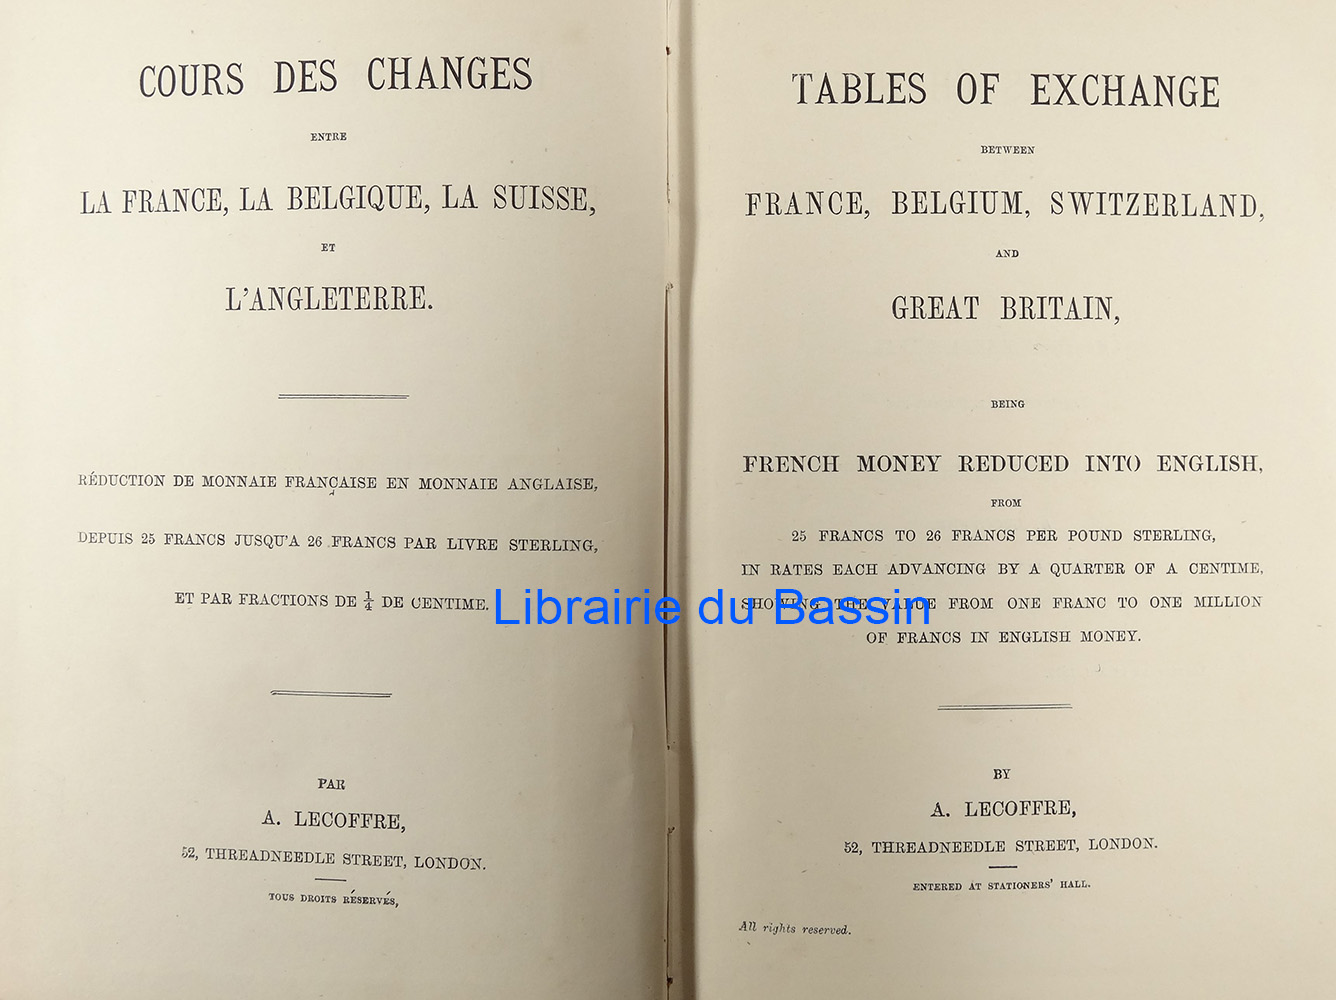 COURS DES CHANGES
ENTRE
LA FRANCE, LA BELGIQUE, LA SUISSE,
ET
L'ANGLETERRE.
RÉDUCTION DE MONNAIE FRANÇAISE EN MONNAIE ANGLAISE,
DEPUIS 25 FRANCS JUSQU'A 26 FRANCS PAR LIVRE STERLING,
ET PAR FRACTIONS DE 1/4 DE CENTIME.
PAR
A. LECOFFRE,
52, THREADNEEDLE STREET, LONDON.
TOUS DROITS RÉSERVÉS,
TABLES OF EXCHANGE
BETWEEN
FRANCE, BELGIUM, SWITZERLAND,
AND
GREAT BRITAIN,
BEING
FRENCH MONEY REDUCED INTO ENGLISH,
FROM
25 FRANCS TO 26 FRANCS PER POUND STERLING,
IN RATES EACH ADVANCING BY A QUARTER OF A CENTIME,
SHOWING THE VALUE FROM ONE FRANC TO ONE MILLION
OF FRANCS IN ENGLISH MONEY.
BY
A. LECOFFRE,
52, THREADNEEDLE STREET, LONDON.
ENTERED AT STATIONERS' HALL.
All rights reserved.
Librairie du Bassin